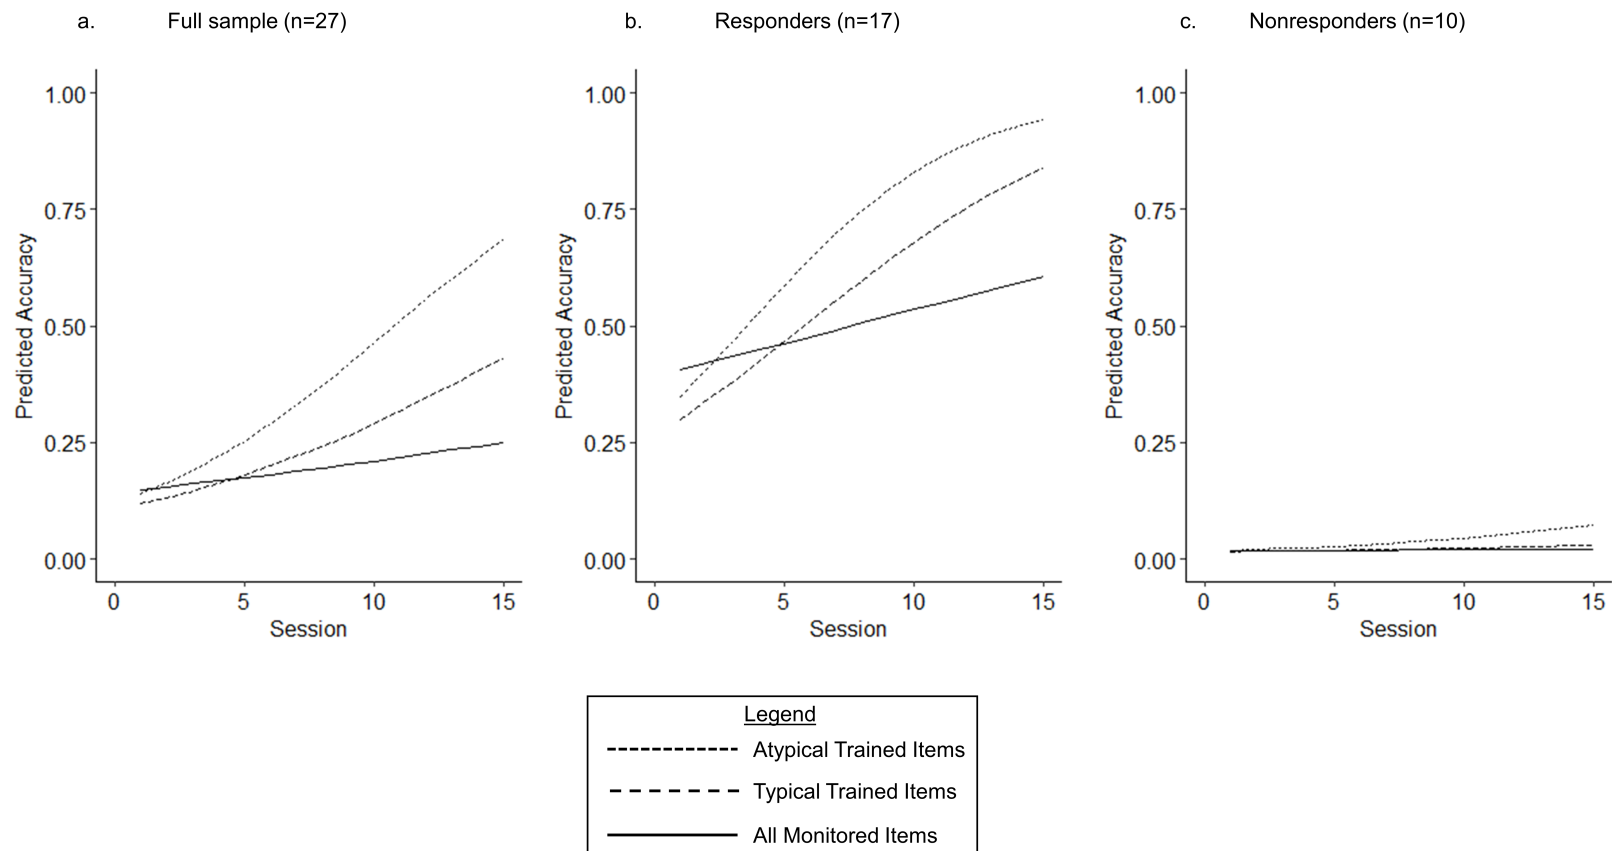 a. Full sample (n=27)
b. Responders (n=17)
c. Nonresponders (n=10)
Predicted Accuracy
1.00
0.75
0.50
0.25
0.00
0 5 10 15
Session
Predicted Accuracy
1.00
0.75
0.50
0.25
0.00
0 5 10 15
Session
Predicted Accuracy
1.00
0.75
0.50
0.25
0.00
0 5 10 15
Session
Legend
Atypical Trained Items
Typical Trained Items
All Monitored Items